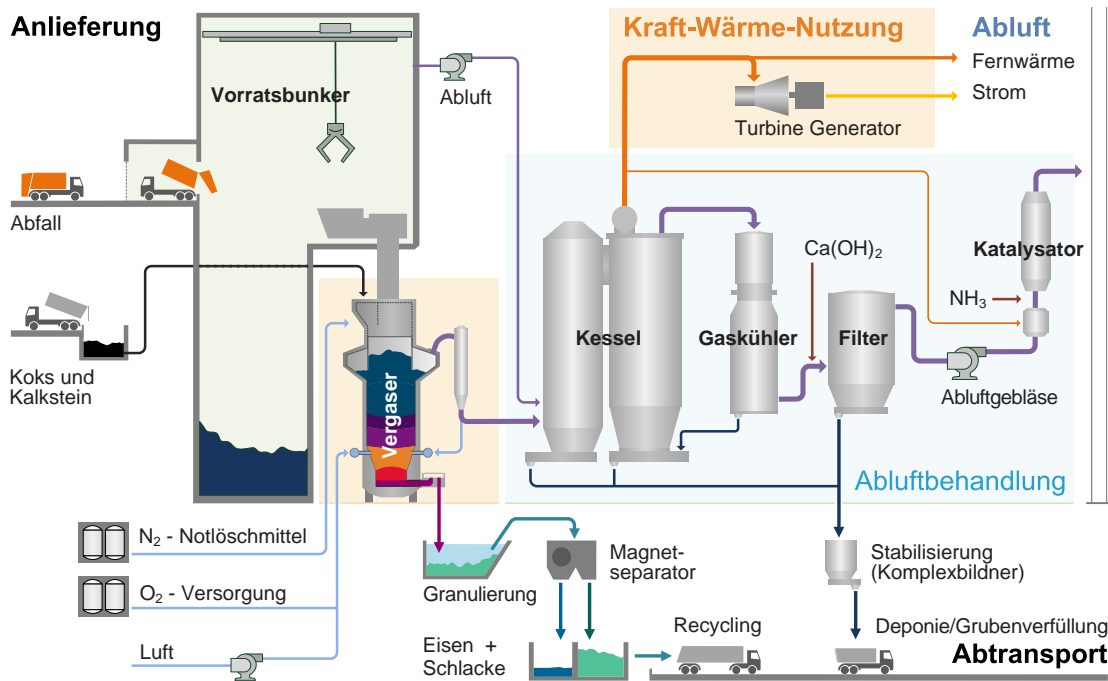 Anlieferung
Kraft-Wärme-Nutzung
Abluft
Fernwärme
Strom
Abluft
Vorratsbunker
Turbine Generator
Abfall
Ca(OH)₂
Katalysator
NH₃
Kessel
Gaskühler
Filter
Koks und
Kalkstein
Vergaser
Abluftgebläse
Abluftbehandlung
N₂ - Notlöschmittel
Magnet-
separator
Stabilisierung
(Komplexbildner)
O₂ - Versorgung
Granulierung
Recycling
Deponie/Grubenverfüllung
Luft
Eisen +
Schlacke
Abtransport